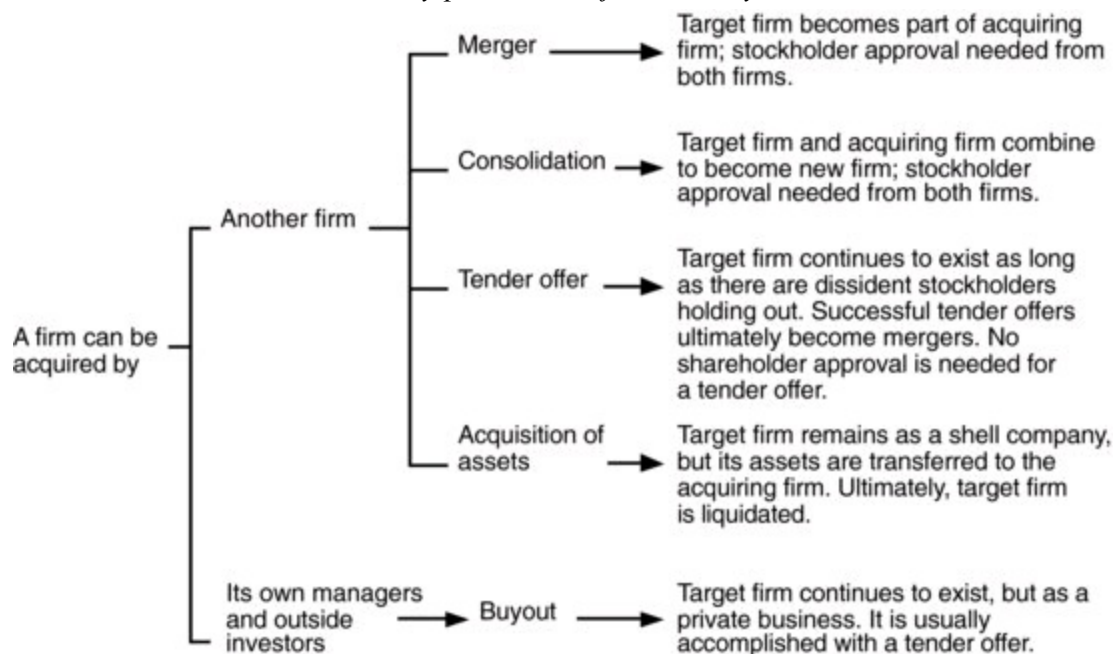 Merger
Target firm becomes part of acquiring
firm; stockholder approval needed from
both firms.
Consolidation
Target firm and acquiring firm combine
to become new firm; stockholder
approval needed from both firms.
Another firm
Tender offer
Target firm continues to exist as long
as there are dissident stockholders
holding out. Successful tender offers
ultimately become mergers. No
shareholder approval is needed for
a tender offer.
A firm can be
acquired by
Acquisition of
assets
Target firm remains as a shell company,
but its assets are transferred to the
acquiring firm. Ultimately, target firm
is liquidated.
Its own managers
and outside
investors
Buyout
Target firm continues to exist, but as a
private business. It is usually
accomplished with a tender offer.